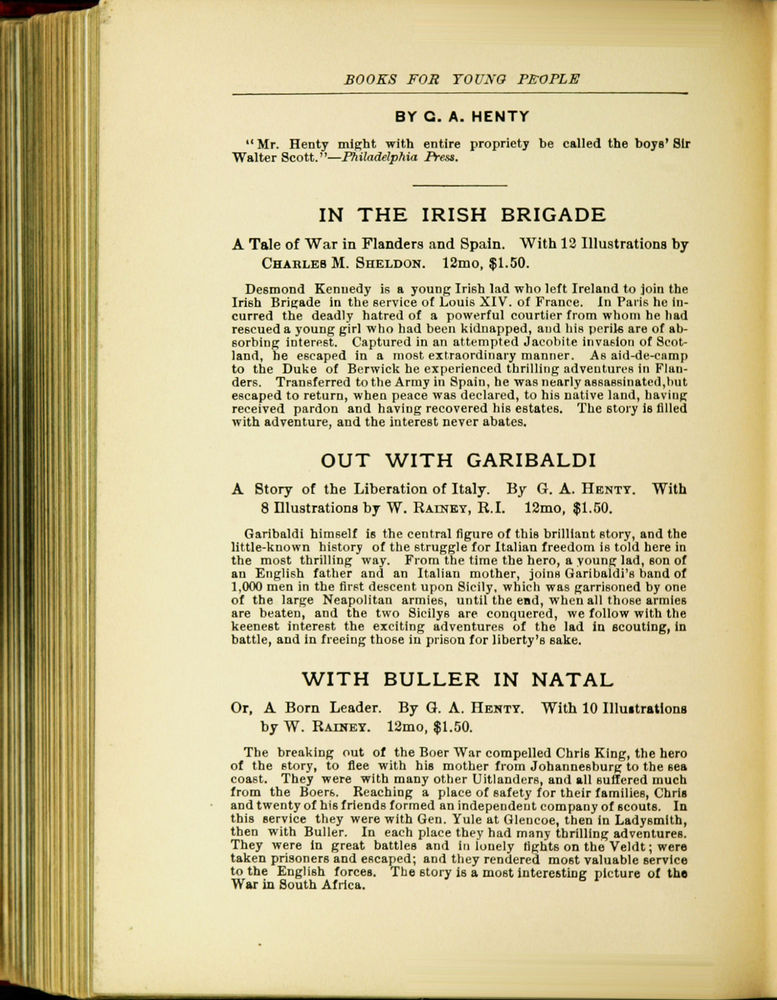 BOOKS FOR YOUNG PEOPLE
BY G. A. HENTY
"Mr. Henty might with entire propriety be called the boys' Sir
Walter Scott."—Philadelphia Press.
IN THE IRISH BRIGADE
A Tale of War in Flanders and Spain. With 12 Illustrations by
CHARLES M. SHELDON. 12mo, $1.50.
Desmond Kennedy is a young Irish lad who left Ireland to join the
Irish Brigade in the service of Louis XIV. of France. In Paris he in-
curred the deadly hatred of a powerful courtier from whom he had
rescued a young girl who had been kidnapped, and his perils are of ab-
sorbing interest. Captured in an attempted Jacobite invasion of Scot-
land, he escaped in a most extraordinary manner. As aid-de-camp
to the Duke of Berwick he experienced thrilling adventures in Flan-
ders. Transferred to the Army in Spain, he was nearly assassinated, but
escaped to return, when peace was declared, to his native land, having
received pardon and having recovered his estates. The story is filled
with adventure, and the interest never abates.
OUT WITH GARIBALDI
A Story of the Liberation of Italy. By G. A. HENTY. With
8 Illustrations by W. RAINEY, R.I. 12mo, $1.50.
Garibaldi himself is the central figure of this brilliant story, and the
little-known history of the struggle for Italian freedom is told here in
the most thrilling way. From the time the hero, a young lad, son of
an English father and an Italian mother, joins Garibaldi's band of
1,000 men in the first descent upon Sicily, which was garrisoned by one
of the large Neapolitan armies, until the end, when all those armies
are beaten, and the two Sicilys are conquered, we follow with the
keenest interest the exciting adventures of the lad in scouting, in
battle, and in freeing those in prison for liberty's sake.
WITH BULLER IN NATAL
Or, A Born Leader. By G. A. HENTY. With 10 Illustrations
by W. RAINEY. 12mo, $1.50.
The breaking out of the Boer War compelled Chris King, the hero
of the story, to flee with his mother from Johannesburg to the sea
coast. They were with many other Uitlanders, and all suffered much
from the Boers. Reaching a place of safety for their families, Chris
and twenty of his friends formed an independent company of scouts. In
this service they were with Gen. Yule at Glencoe, then in Ladysmith,
then with Buller. In each place they had many thrilling adventures.
They were in great battles and in lonely fights on the Veldt; were
taken prisoners and escaped; and they rendered most valuable service
to the English forces. The story is a most interesting picture of the
War in South Africa.